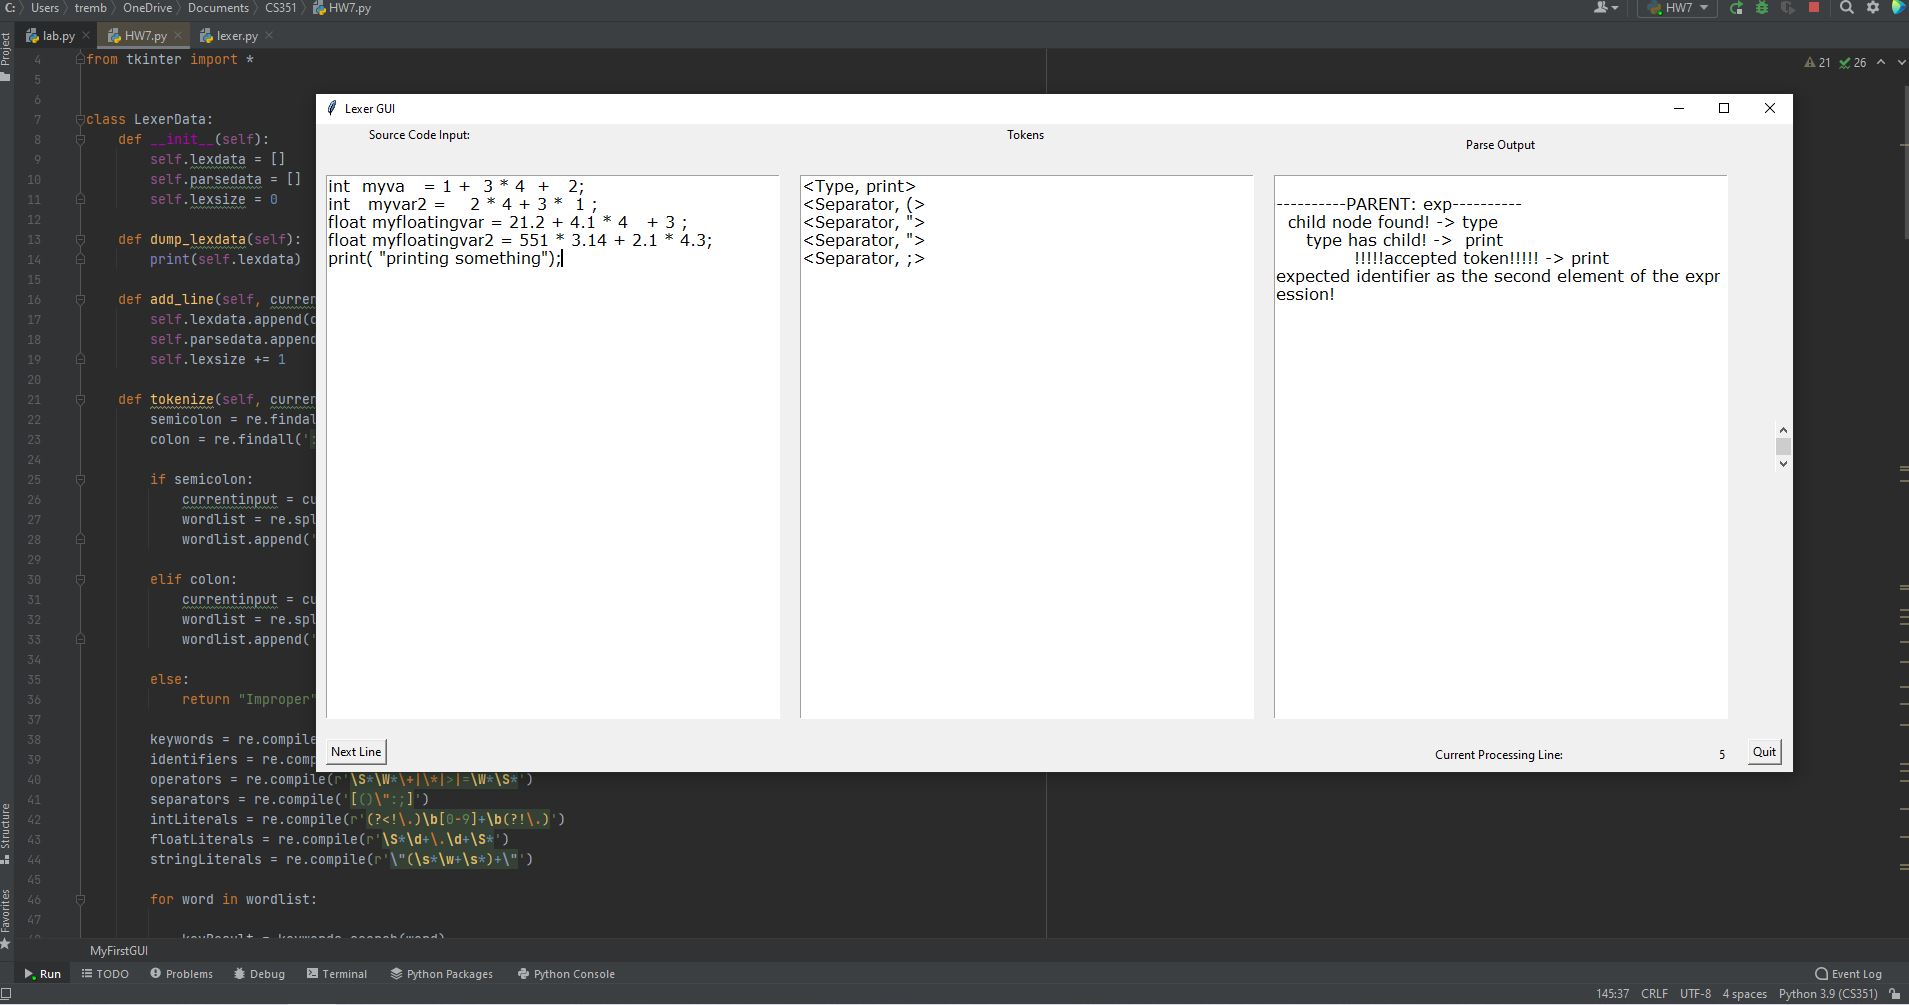 C: Users tremb OneDrive Documents CS351 HW7.py
HW7
lab.py HW7.py lexer.py
Project
4 from tkinter import *
21 26
5
6
7 class LexerData:
8 def __init__(self):
9 self.lexdata = []
10 self.parsedata = []
11 self.lexsize = 0
12
13 def dump_lexdata(self):
14 print(self.lexdata)
15
16 def add_line(self, curren
17 self.lexdata.append(c
18 self.parsedata.append
19 self.lexsize += 1
20
21 def tokenize(self, curren
22 semicolon = re.findal
23 colon = re.findall(':
24
25 if semicolon:
26 currentinput = cu
27 wordlist = re.spl
28 wordlist.append('
29
30 elif colon:
31 currentinput = cu
32 wordlist = re.spl
33 wordlist.append('
34
35 else:
36 return "Improper"
37
38 keywords = re.compile
39 identifiers = re.comp
40 operators = re.compile(r'\S*\W*\+|\*|>|=\W*\S*')
41 separators = re.compile('[()\":;]')
42 intLiterals = re.compile(r'(?<!\.)\b[0-9]+\b(?!\.)')
43 floatLiterals = re.compile(r'\S*\d+\.\d+\S*')
44 stringLiterals = re.compile(r'\"(\s*\w+\s*)+\"')
45
46 for word in wordlist:
47
Lexer GUI
Source Code Input:
int myva = 1 + 3 * 4 + 2;
int myvar2 = 2 * 4 + 3 * 1 ;
float myfloatingvar = 21.2 + 4.1 * 4 + 3 ;
float myfloatingvar2 = 551 * 3.14 + 2.1 * 4.3;
print( "printing something");
Tokens
<Type, print>
<Separator, (>
<Separator, ">
<Separator, ">
<Separator, ;>
Parse Output
----------PARENT: exp----------
child node found! -> type
type has child! -> print
!!!!!accepted token!!!!! -> print
expected identifier as the second element of the expr
ession!
Next Line
Current Processing Line: 5
Quit
Structure
Favorites
MyFirstGUI
Run TODO Problems Debug Terminal Python Packages Python Console Event Log
145:37 CRLF UTF-8 4 spaces Python 3.9 (CS351)